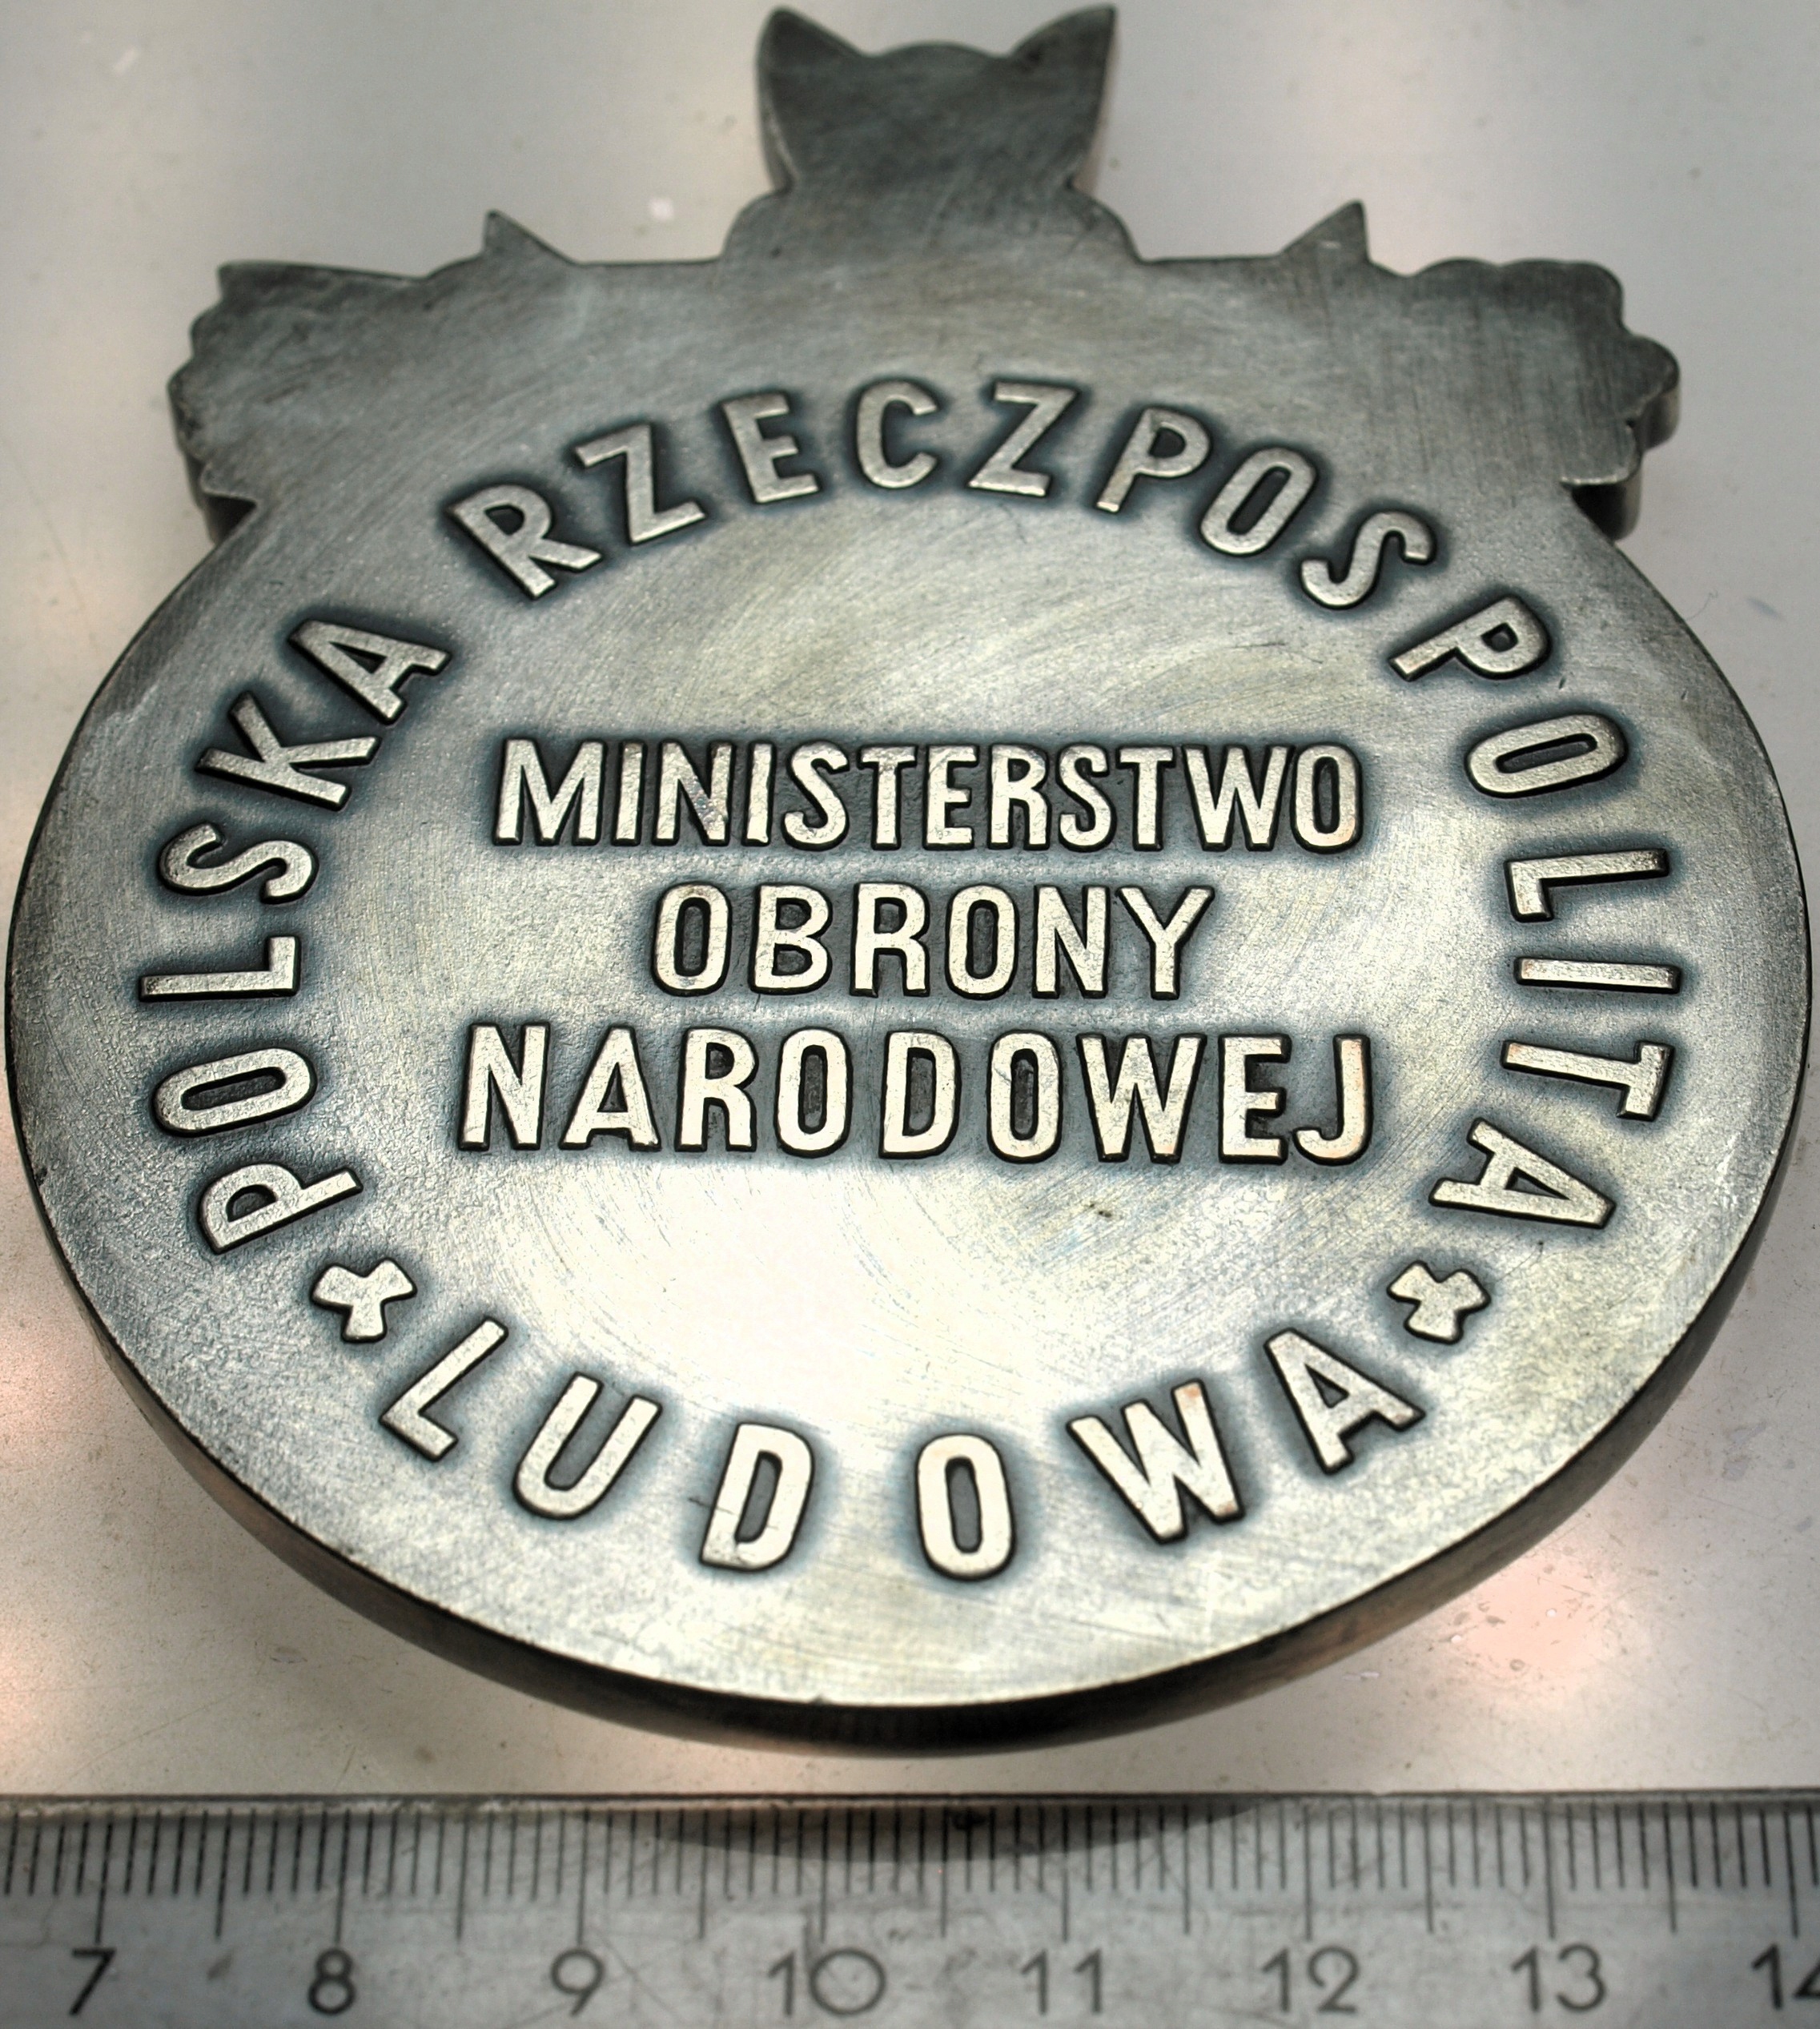 POLSKA RZECZPOSPOLITA
MINISTERSTWO
OBRONY
NARODOWEJ
LUDOWA
7 8 9 10 11 12 13 14